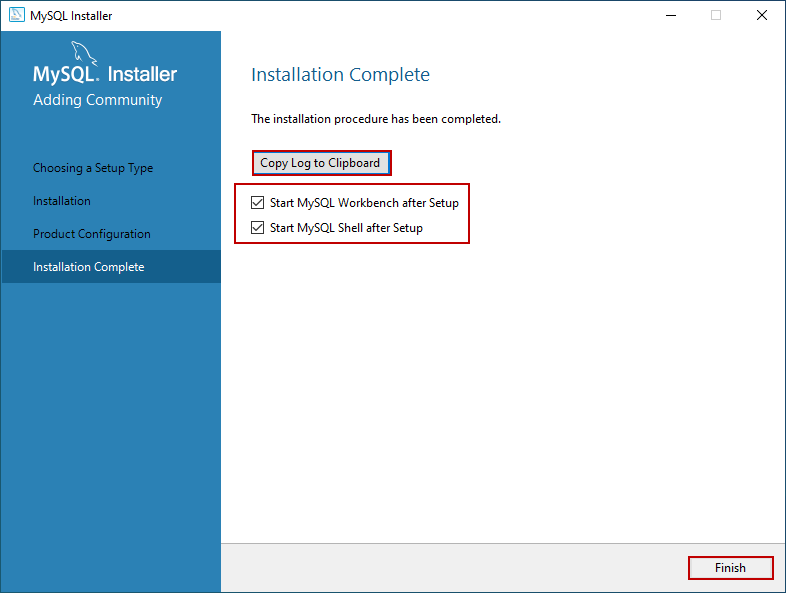 MySQL Installer
MySQL. Installer
Adding Community
Choosing a Setup Type
Installation
Product Configuration
Installation Complete
Installation Complete
The installation procedure has been completed.
Copy Log to Clipboard
Start MySQL Workbench after Setup
Start MySQL Shell after Setup
Finish